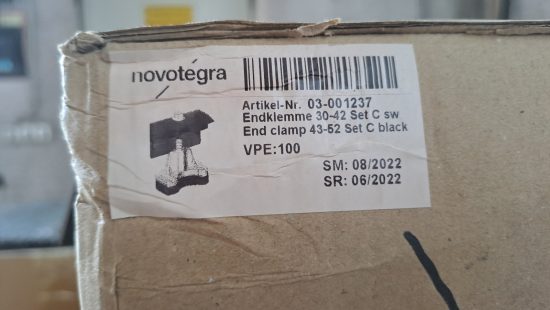 novotegra
Artikel-Nr. 03-001237
Endklemme 30-42 Set C sw
End clamp 43-52 Set C black
VPE:100
SM: 08/2022
SR: 06/2022